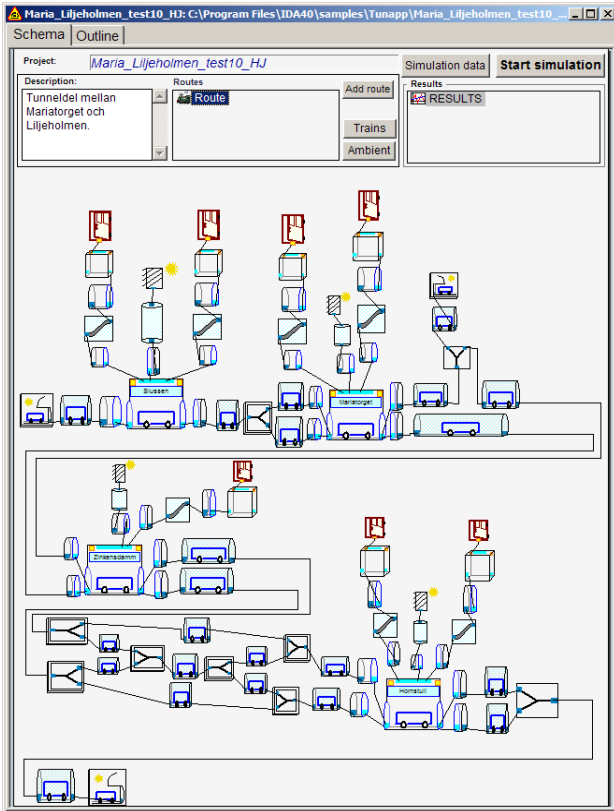 Maria_Liljeholmen_test10_HJ: C:\Program Files\IDA40\samples\Tunapp\Maria_Liljeholmen_test10_...
Schema Outline
Project: Maria_Liljeholmen_test10_HJ Simulation data Start simulation
Description: Routes Results
Tunneldel mellan
Mariatorget och
Liljeholmen.
Route
Add route
Trains
Ambient
RESULTS
Slussen
Mariatorget
Zinkensdamm
Hornstull